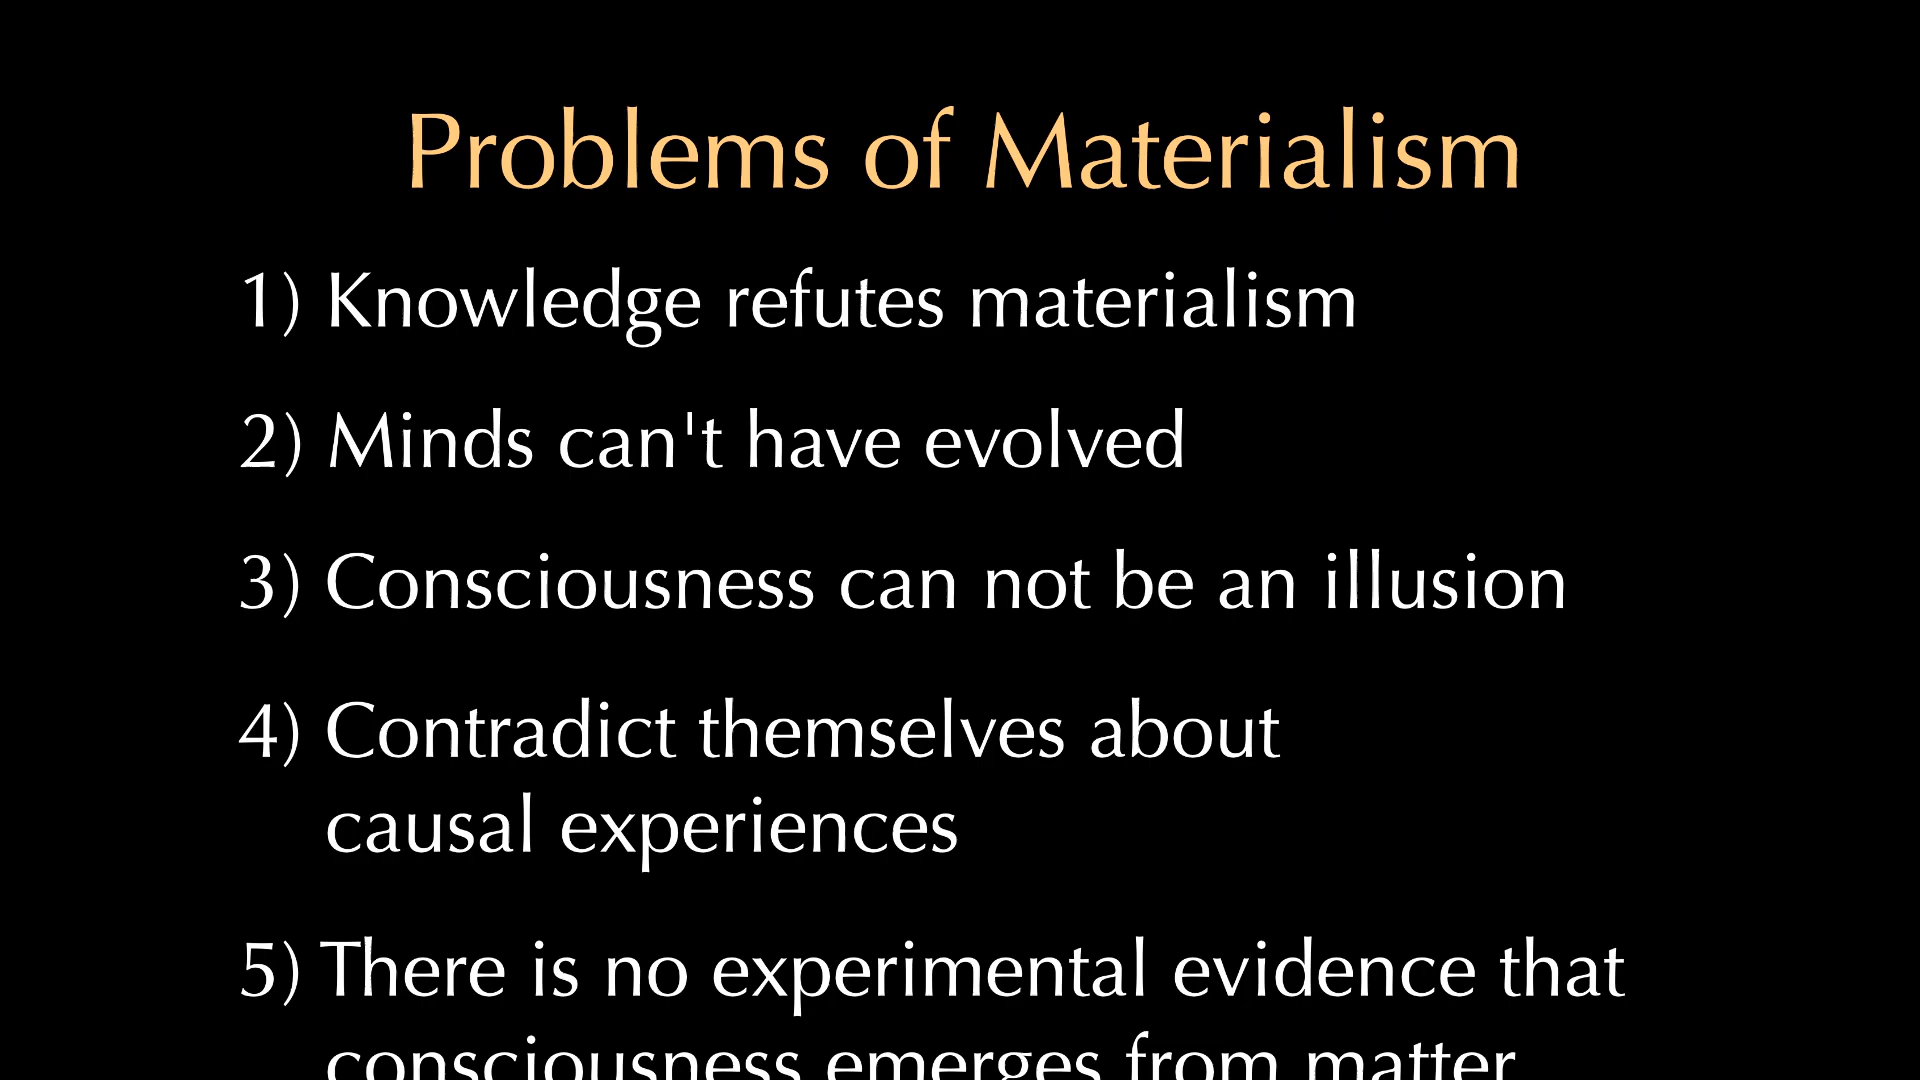 Problems of Materialism
1) Knowledge refutes materialism
2) Minds can't have evolved
3) Consciousness can not be an illusion
4) Contradict themselves about
causal experiences
5) There is no experimental evidence that
consciousness emerges from matter